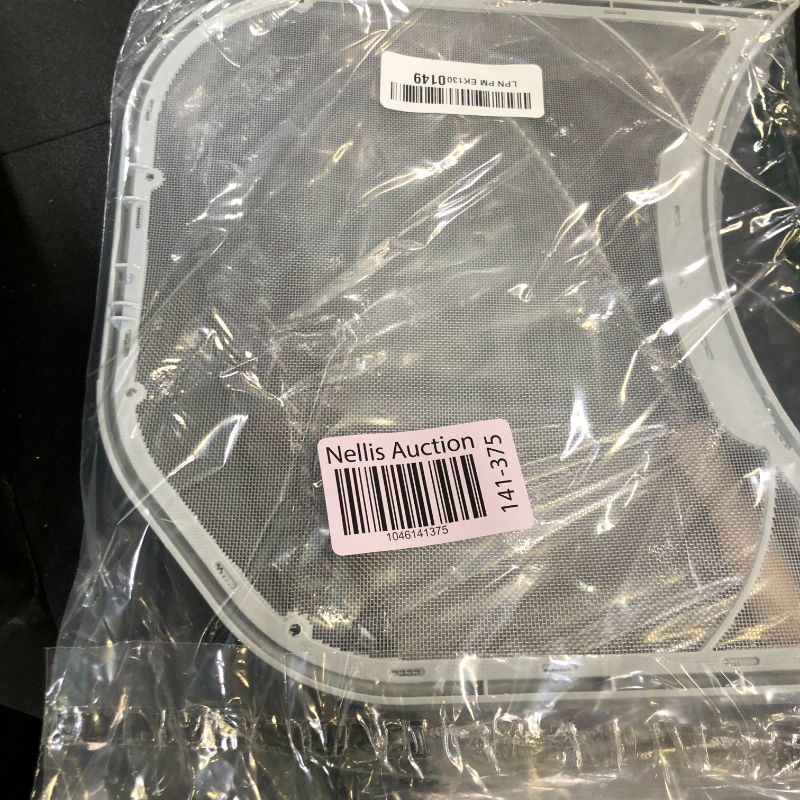 LPN PM EK130 0149
Nellis Auction
141-375
1046141375